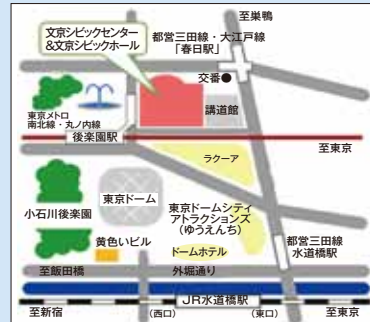 至巣鴨
文京シビックセンター
&文京シビックホール
都営三田線・大江戸線
「春日駅」
交番
講道館
東京メトロ
南北線・丸ノ内線
後楽園駅
至東京
ラクーア
東京ドーム
小石川後楽園
東京ドームシティ
アトラクションズ
(ゆうえんち)
黄色いビル
ドームホテル
都営三田線
水道橋駅
至飯田橋
外堀通り
JR水道橋駅
至新宿
(西口)
(東口)
至東京